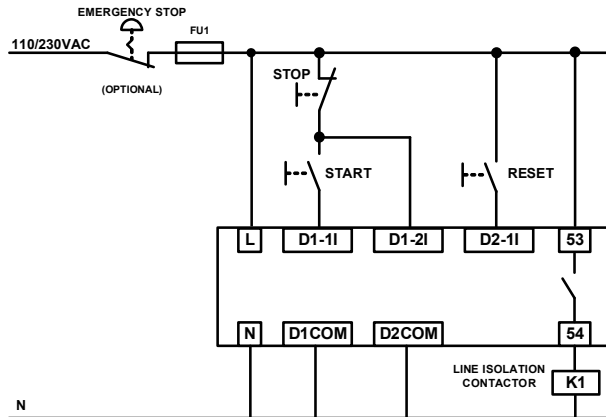 EMERGENCY STOP
110/230VAC
FU1
(OPTIONAL)
STOP
START
RESET
L
D1-1I
D1-2I
D2-1I
53
N
D1COM
D2COM
54
LINE ISOLATION
CONTACTOR
K1
N